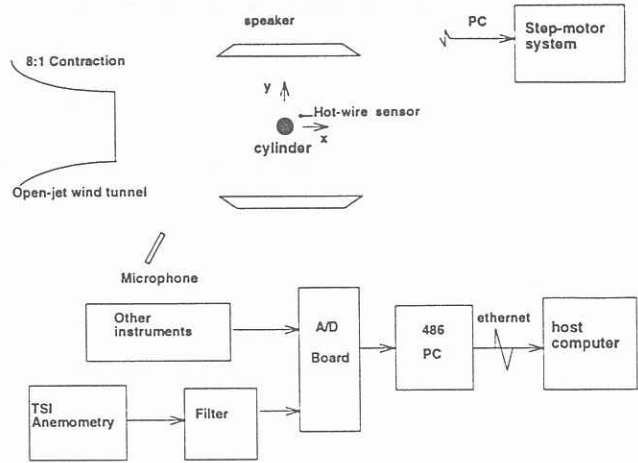 speaker
PC
Step-motor
system
8:1 Contraction
y
Hot-wire sensor
x
cylinder
Open-jet wind tunnel
Microphone
Other
instruments
A/D
Board
486
PC
ethernet
host
computer
TSI
Anemometry
Filter